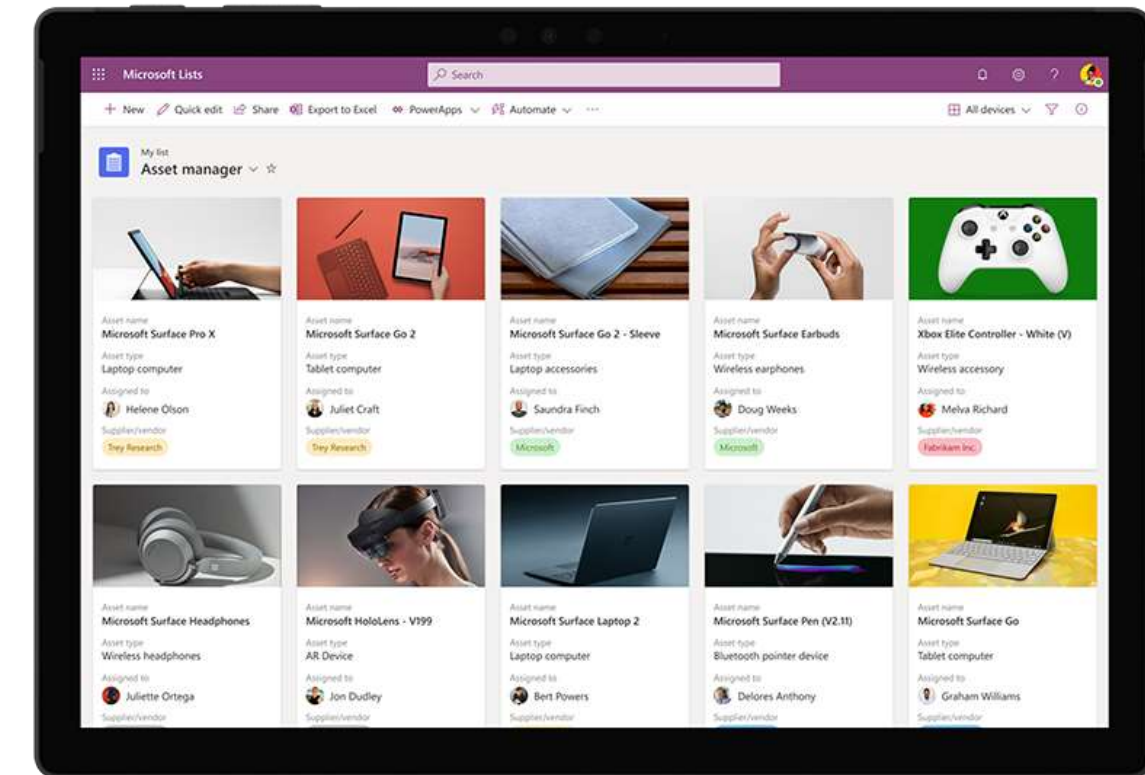 Microsoft Lists
Search
?
New Quick edit Share Export to Excel PowerApps Automate ...
All devices
My list
Asset manager
Asset name Asset name Asset name Asset name Asset name
Microsoft Surface Pro X Microsoft Surface Go 2 Microsoft Surface Go 2 - Sleeve Microsoft Surface Earbuds Xbox Elite Controller - White (V)
Asset type Asset type Asset type Asset type Asset type
Laptop computer Tablet computer Laptop accessories Wireless earphones Wireless accessory
Assigned to Assigned to Assigned to Assigned to Assigned to
Helene Olson Juliet Craft Saundra Finch Doug Weeks Melva Richard
Supplier/vendor Supplier/vendor Supplier/vendor Supplier/vendor Supplier/vendor
Trey Research Trey Research Microsoft Microsoft Fabrikam Inc.
Asset name Asset name Asset name Asset name Asset name
Microsoft Surface Headphones Microsoft HoloLens - V199 Microsoft Surface Laptop 2 Microsoft Surface Pen (V2.11) Microsoft Surface Go
Asset type Asset type Asset type Asset type Asset type
Wireless headphones AR Device Laptop computer Bluetooth pointer device Tablet computer
Assigned to Assigned to Assigned to Assigned to Assigned to
Juliette Ortega Jon Dudley Bert Powers Delores Anthony Graham Williams
Supplier/vendor Supplier/vendor Supplier/vendor Supplier/vendor Supplier/vendor